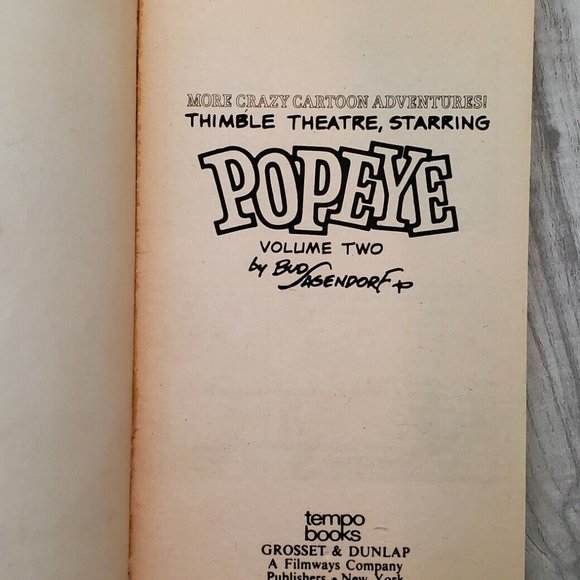 MORE CRAZY CARTOON ADVENTURES!
THIMBLE THEATRE, STARRING
POPEYE
VOLUME TWO
by BUD SAGENDORF
tempo
books
GROSSET & DUNLAP
A Filmways Company
Publishers • New York